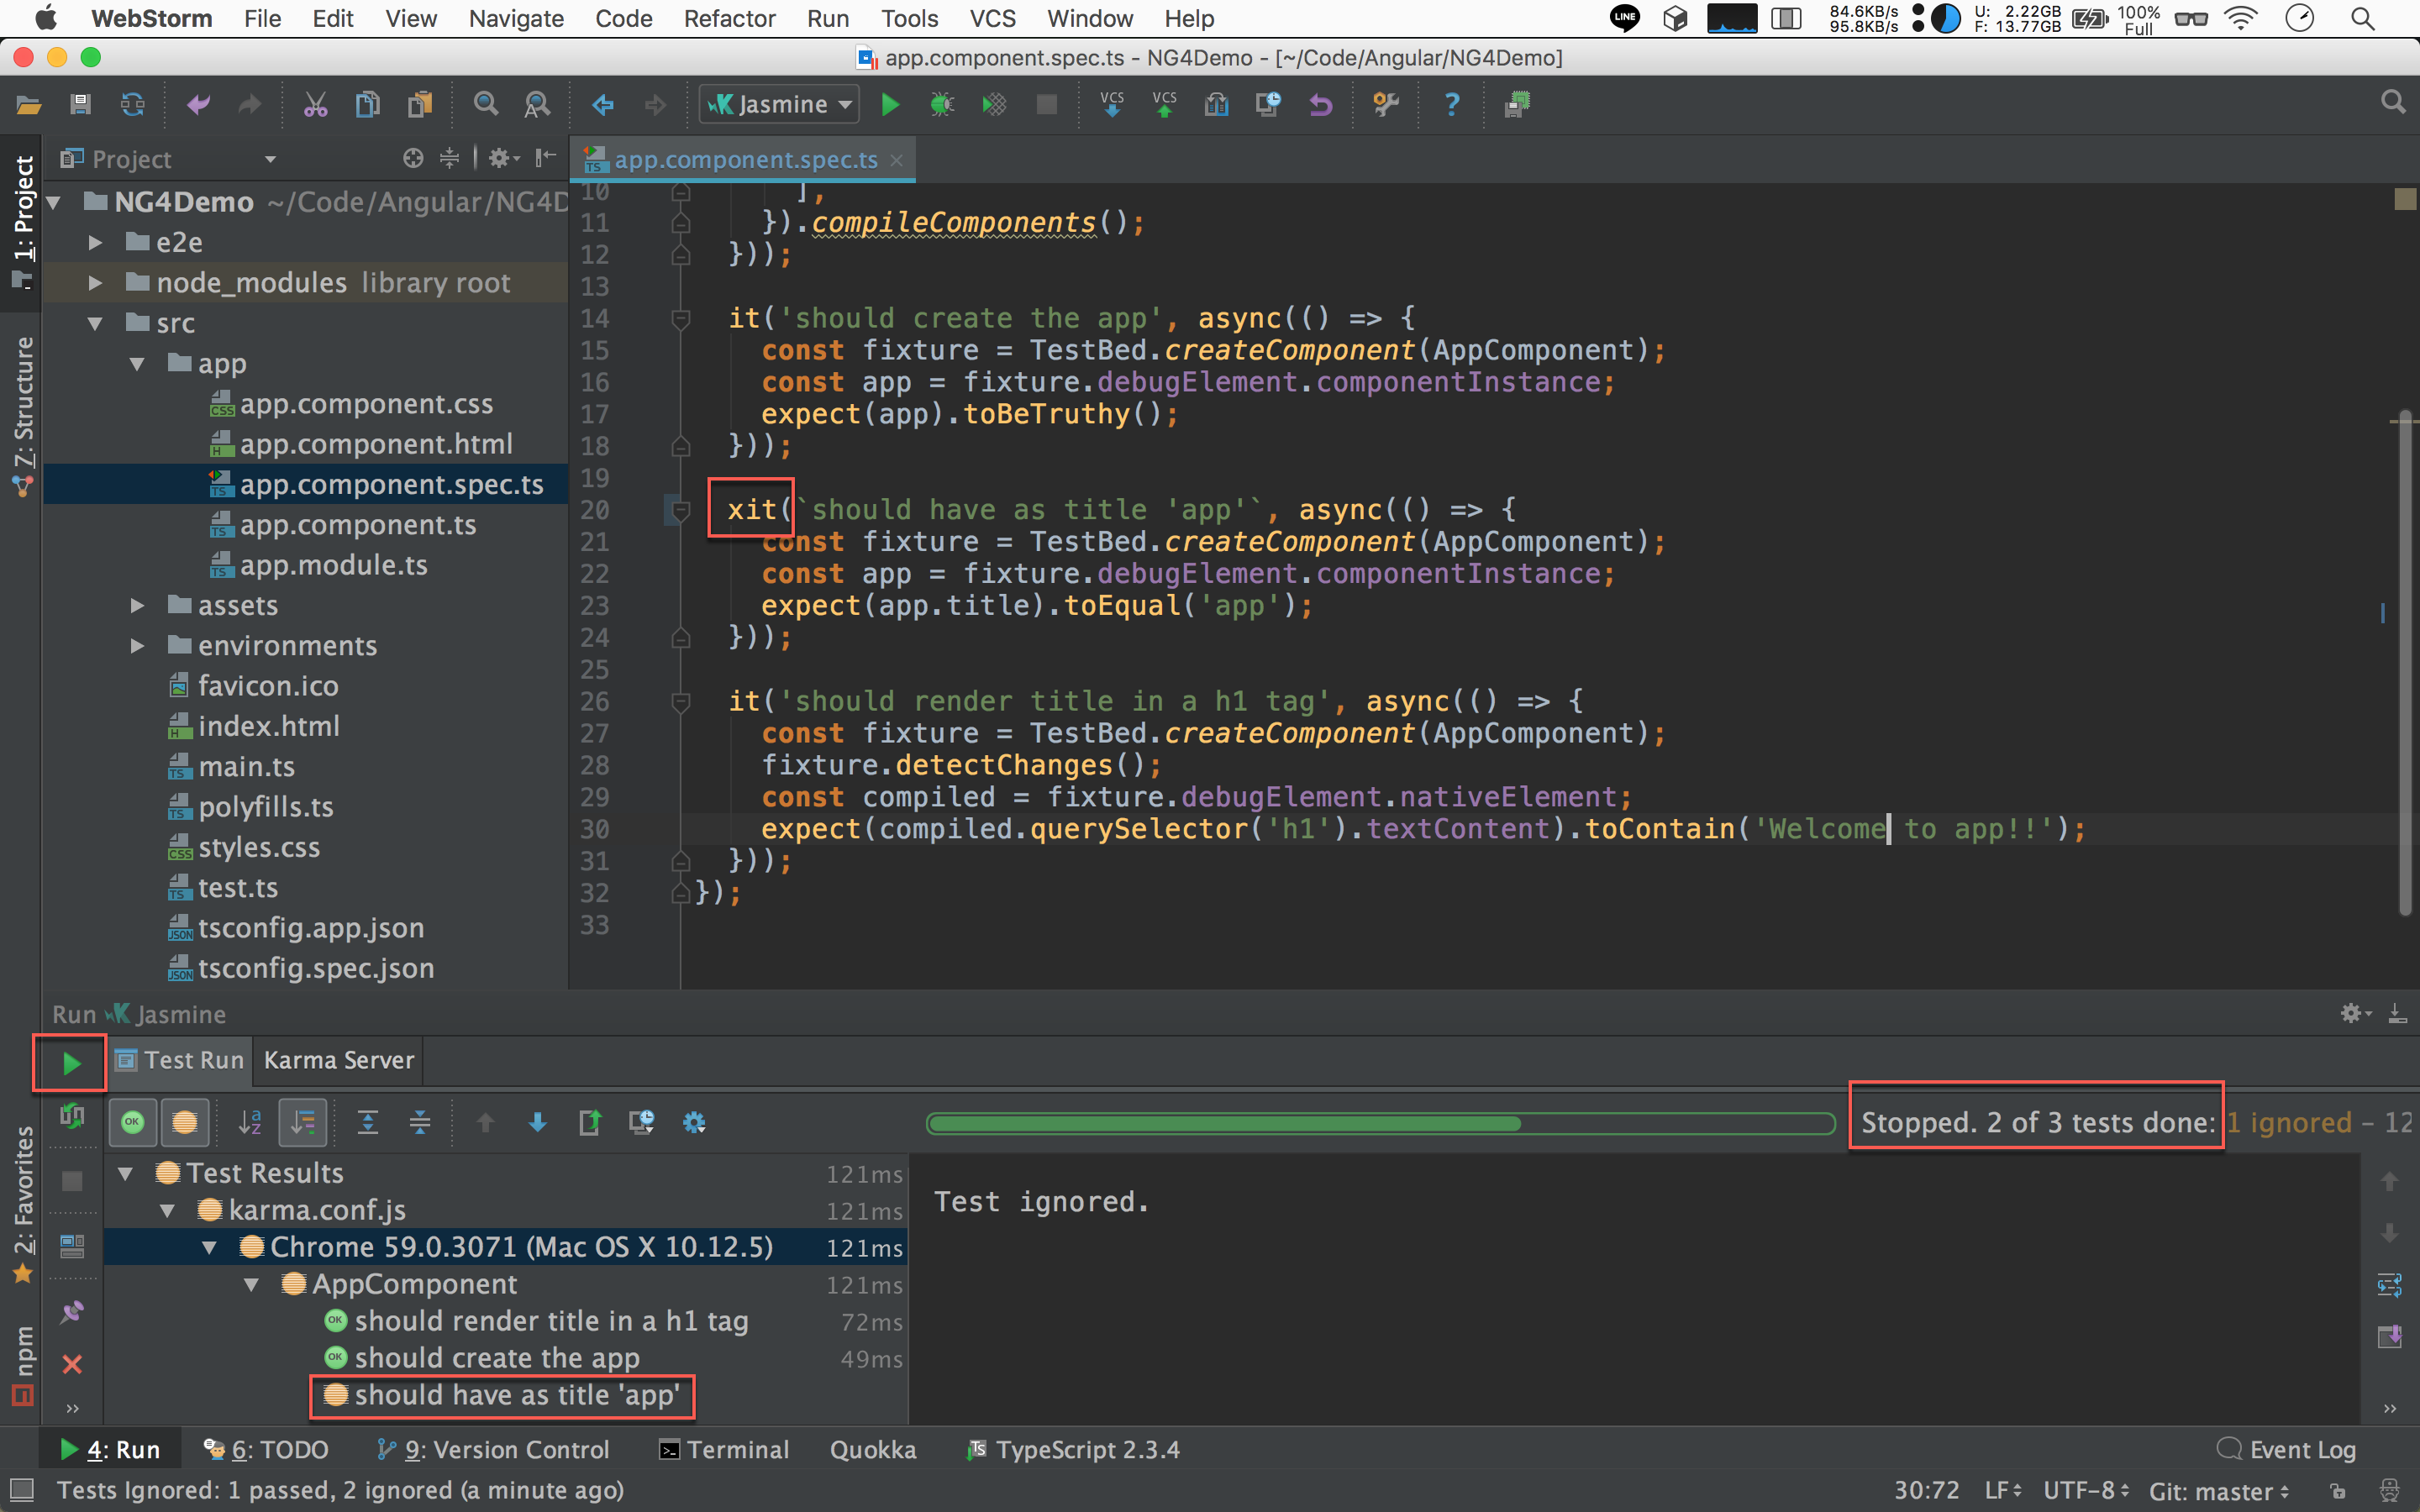 WebStorm File Edit View Navigate Code Refactor Run Tools VCS Window Help
LINE
84.6KB/s
95.8KB/s
U: 2.22GB
F: 13.77GB
100%
Full
app.component.spec.ts - NG4Demo - [~/Code/Angular/NG4Demo]
Jasmine
VCS VCS
1: Project
7: Structure
2: Favorites
npm
Project
app.component.spec.ts
NG4Demo ~/Code/Angular/NG4D
e2e
node_modules library root
src
app
app.component.css
app.component.html
app.component.spec.ts
app.component.ts
app.module.ts
assets
environments
favicon.ico
index.html
main.ts
polyfills.ts
styles.css
test.ts
tsconfig.app.json
tsconfig.spec.json
10 ],
11 }).compileComponents();
12 }));
13
14 it('should create the app', async(() => {
15 const fixture = TestBed.createComponent(AppComponent);
16 const app = fixture.debugElement.componentInstance;
17 expect(app).toBeTruthy();
18 }));
19
20 xit(`should have as title 'app'`, async(() => {
21 const fixture = TestBed.createComponent(AppComponent);
22 const app = fixture.debugElement.componentInstance;
23 expect(app.title).toEqual('app');
24 }));
25
26 it('should render title in a h1 tag', async(() => {
27 const fixture = TestBed.createComponent(AppComponent);
28 fixture.detectChanges();
29 const compiled = fixture.debugElement.nativeElement;
30 expect(compiled.querySelector('h1').textContent).toContain('Welcome to app!!');
31 }));
32 });
33
Run Jasmine
Test Run Karma Server
Stopped. 2 of 3 tests done: 1 ignored – 12
Test Results 121ms
karma.conf.js 121ms
Chrome 59.0.3071 (Mac OS X 10.12.5) 121ms
AppComponent 121ms
OK should render title in a h1 tag 72ms
OK should create the app 49ms
should have as title 'app'
Test ignored.
4: Run 6: TODO 9: Version Control Terminal Quokka TypeScript 2.3.4 Event Log
Tests Ignored: 1 passed, 2 ignored (a minute ago) 30:72 LF UTF-8 Git: master